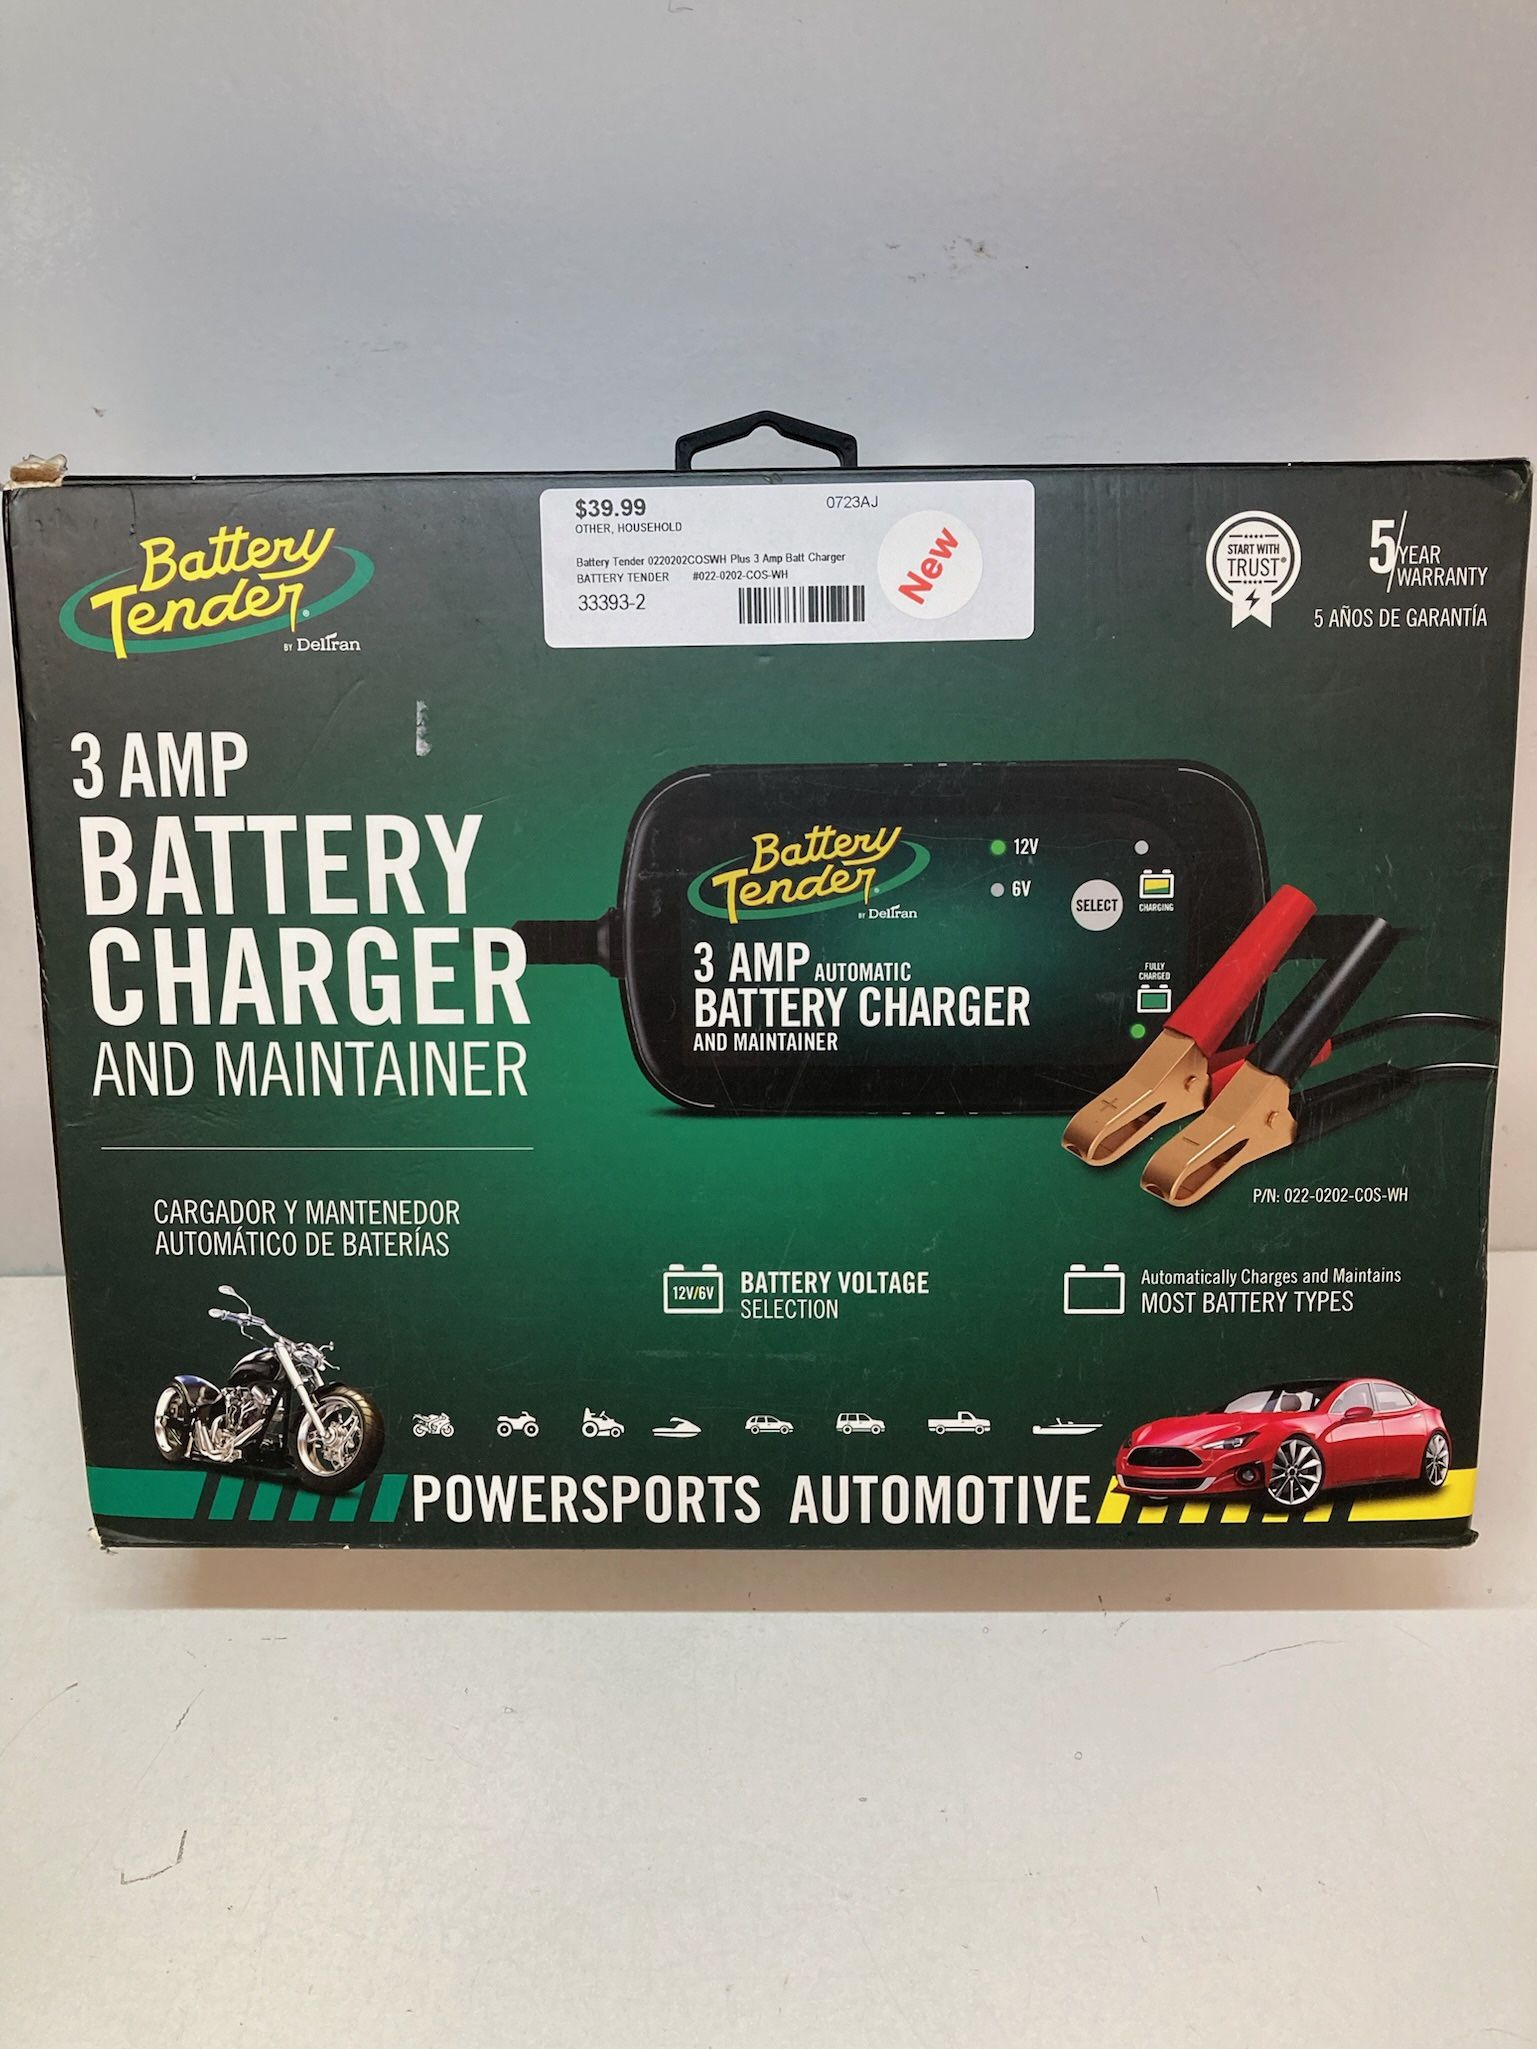 $39.99
0723AJ
OTHER, HOUSEHOLD
Battery Tender 0220202COSWH Plus 3 Amp Batt Charger
BATTERY TENDER #022-0202-COS-WH
33393-2
New
Battery Tender®
BY Deltran
START WITH
TRUST®
5/YEAR
WARRANTY
5 AÑOS DE GARANTÍA
3 AMP
BATTERY
CHARGER
AND MAINTAINER
CARGADOR Y MANTENEDOR
AUTOMÁTICO DE BATERÍAS
Battery Tender®
BY Deltran
12V
6V
SELECT
CHARGING
FULLY
CHARGED
3 AMP AUTOMATIC
BATTERY CHARGER
AND MAINTAINER
+
−
P/N: 022-0202-COS-WH
12V/6V
BATTERY VOLTAGE
SELECTION
Automatically Charges and Maintains
MOST BATTERY TYPES
POWERSPORTS AUTOMOTIVE